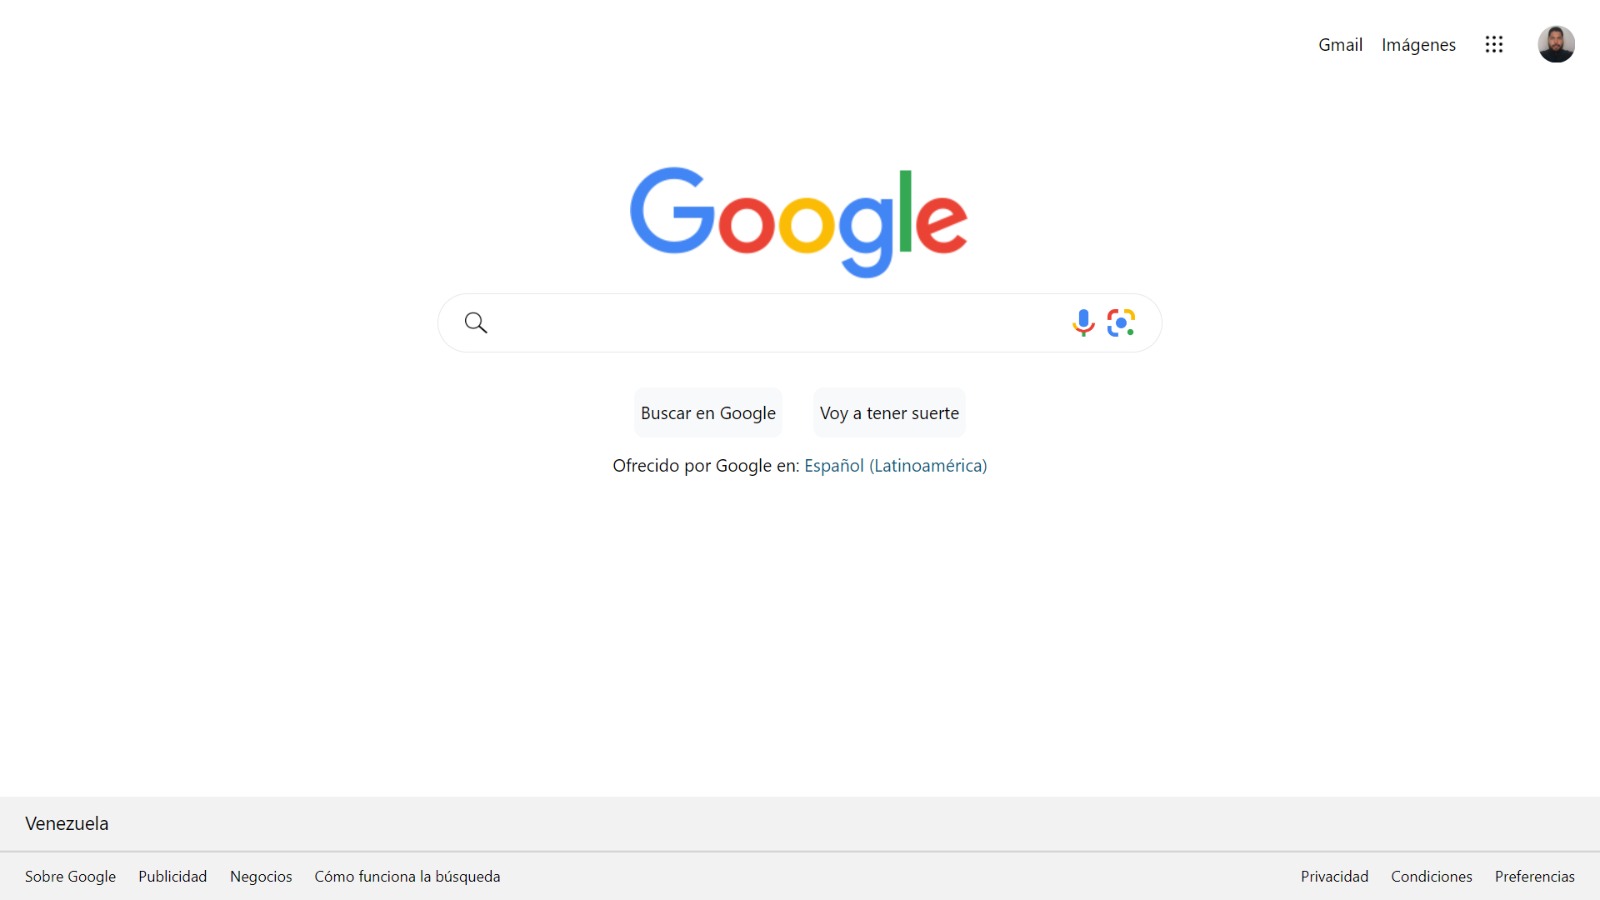 Gmail Imágenes
Google
Buscar en Google Voy a tener suerte
Ofrecido por Google en: Español (Latinoamérica)
Venezuela
Sobre Google Publicidad Negocios Cómo funciona la búsqueda Privacidad Condiciones Preferencias